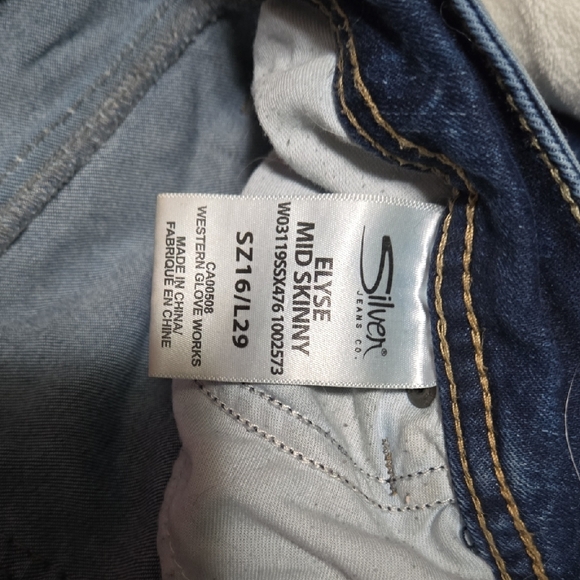 Silver®
JEANS CO.
ELYSE
MID SKINNY
W03119SSX476 1002573
SZ16/L29
CA00508
WESTERN GLOVE WORKS
MADE IN CHINA/
FABRIQUE EN CHINE